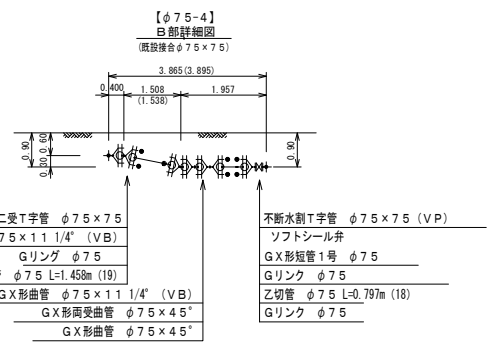 【φ75-4】
B部詳細図
(既設接合φ75×75)
3.865(3.895)
0.400
1.508
(1.538)
1.957
0.90
0.60
0.30
0.90
二受T字管 φ75×75
75×11 1/4° (VB)
Gリング φ75
φ75 L=1.458m (19)
GX形曲管 φ75×11 1/4° (VB)
GX形両受曲管 φ75×45°
GX形曲管 φ75×45°
不断水割T字管 φ75×75 (VP)
ソフトシール弁
GX形短管1号 φ75
Gリンク φ75
乙切管 φ75 L=0.797m (18)
Gリンク φ75